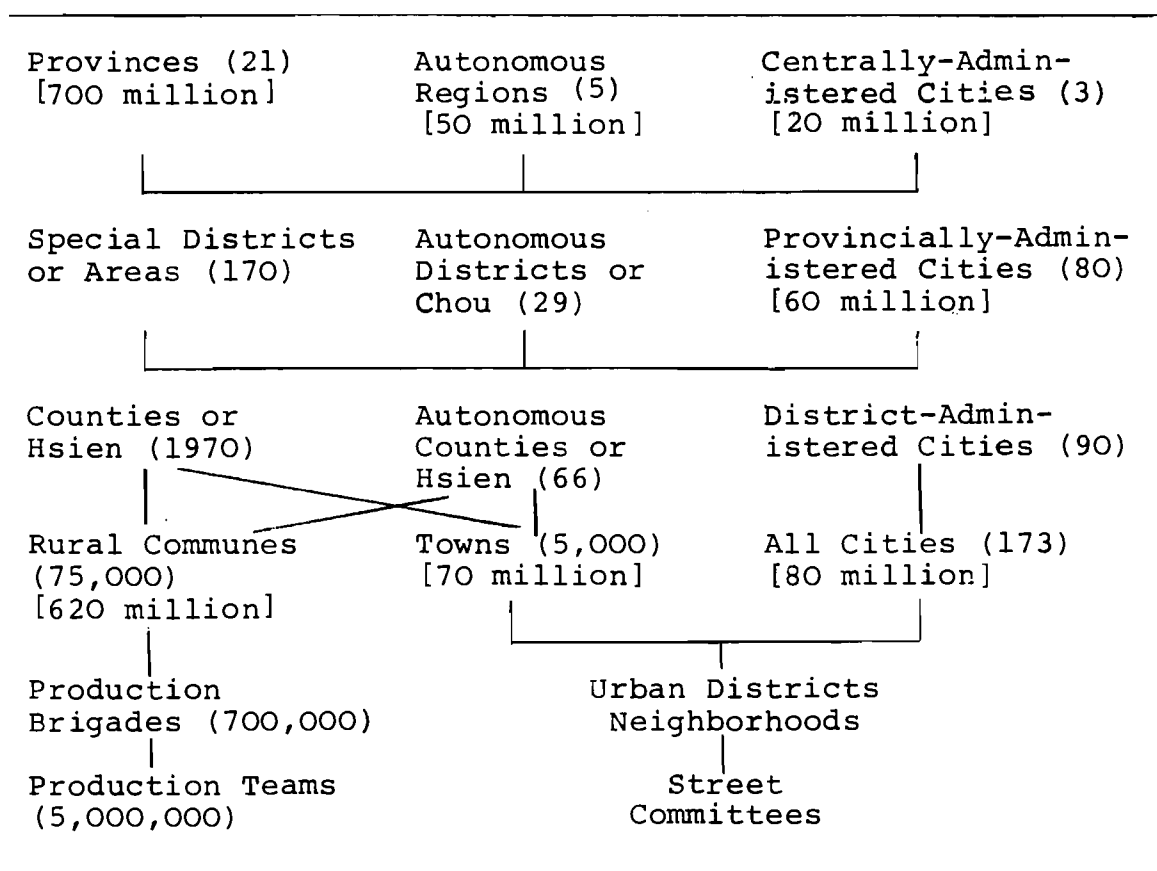 Provinces (21)
[700 million]
Autonomous
Regions (5)
[50 million]
Centrally-Admin-
istered Cities (3)
[20 million]
Special Districts
or Areas (170)
Autonomous
Districts or
Chou (29)
Provincially-Admin-
istered Cities (80)
[60 million]
Counties or
Hsien (1970)
Autonomous
Counties or
Hsien (66)
District-Admin-
istered Cities (90)
Rural Communes
(75,000)
[620 million]
Towns (5,000)
[70 million]
All Cities (173)
[80 million]
Production
Brigades (700,000)
Urban Districts
Neighborhoods
Production Teams
(5,000,000)
Street
Committees